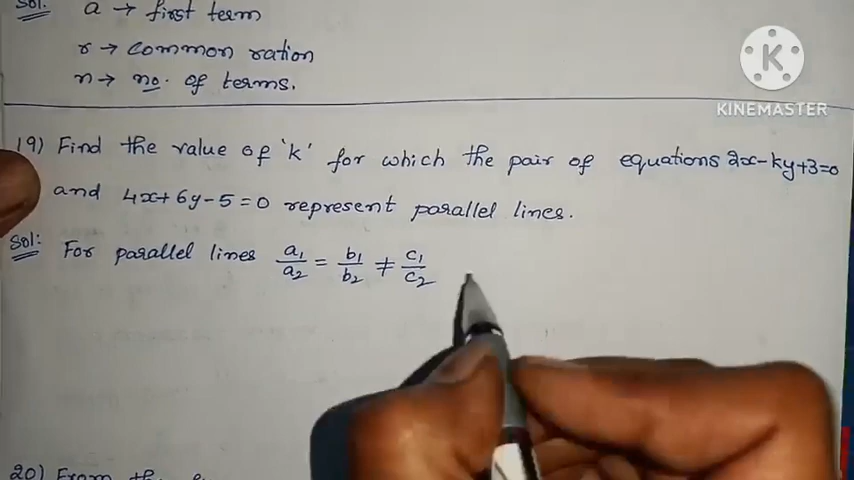 Sol:
a → first term
r → common ration
n → no. of terms.
K
KINEMASTER
19) Find the value of 'k' for which the pair of equations 2x-ky+3=0
and 4x+6y-5=0 represent parallel lines.
Sol: For parallel lines a₁/a₂ = b₁/b₂ ≠ c₁/c₂
20) From the